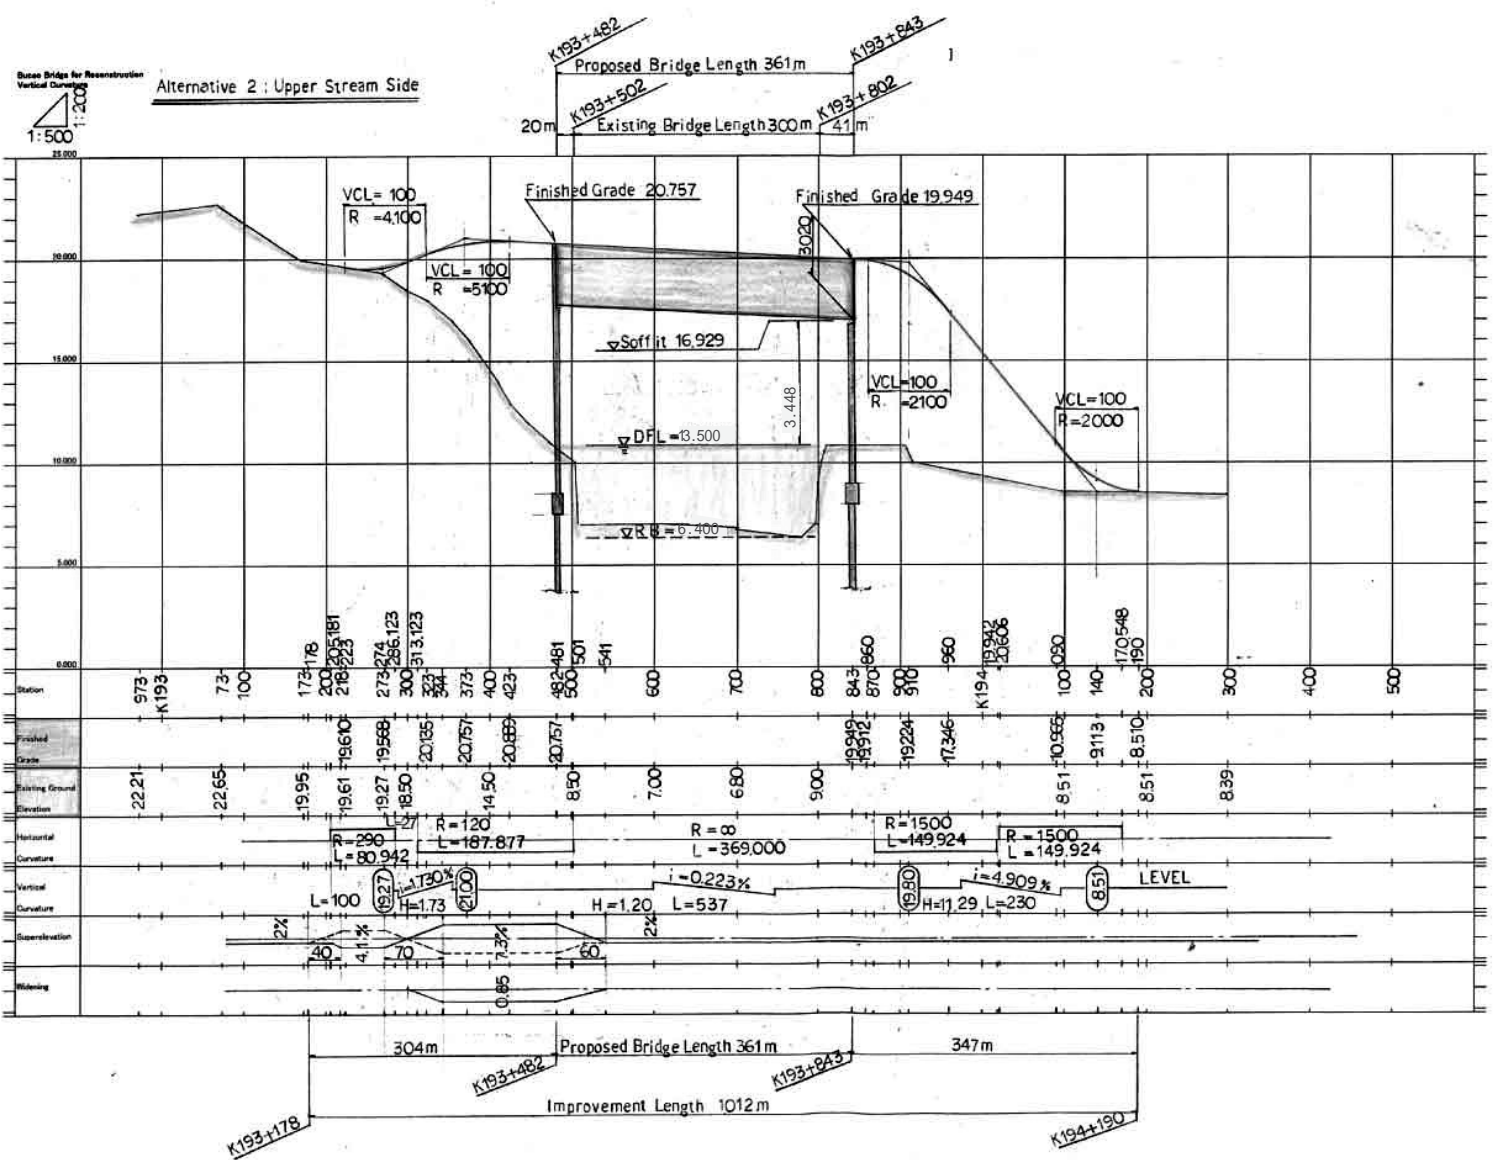 K193+482
K193+843
Proposed Bridge Length 361m
Bucao Bridge for Reconstruction
Vertical Curvature
Alternative 2 : Upper Stream Side
1:200
1:500
K193+502
K193+802
20m
Existing Bridge Length 300m
41m
25.000
VCL= 100
R =4,100
Finished Grade 20.757
Finished Grade 19.949
3.020
20.000
VCL= 100
R =5100
Soffit 16,929
15.000
VCL=100
R. =2100
VCL=100
R=2000
3.448
DFL=13.500
10.000
RB=6.400
5.000
0.000
Station
973
K193
73
100
173
178
200
205.181
218
223
273
274
286.123
300
313.123
323
344
373
400
423
482
481
500
501
541
600
700
800
843
860
870
900
910
960
K194
19.942
20.606
090
100
140
170.548
190
200
300
400
500
Finished
Grade
19.610
19.568
20.135
20.757
20.889
20.757
19.949
19.912
19.224
17.346
10.965
9.113
8.510
Existing Ground
Elevation
22.21
22.65
19.95
19.61
19.27
18.50
14.50
8.50
7.00
6.80
9.00
8.51
8.51
8.39
Horizontal
Curvature
R=290
L=80.942
L=27
R=120
L=187.877
R=∞
L=369.000
R=1500
L=149.924
R=1500
L=149.924
Vertical
Curvature
L=100
19.27
i=1.730%
H=1.73
21.00
i=0.223%
H=1.20 L=537
19.80
i=4.909%
H=11.29 L=230
8.51
LEVEL
Superelevation
2%
40
4.1%
70
7.3%
60
2%
Widening
0.85
304m
Proposed Bridge Length 361m
347m
K193+482
K193+843
Improvement Length 1012m
K193+178
K194+190